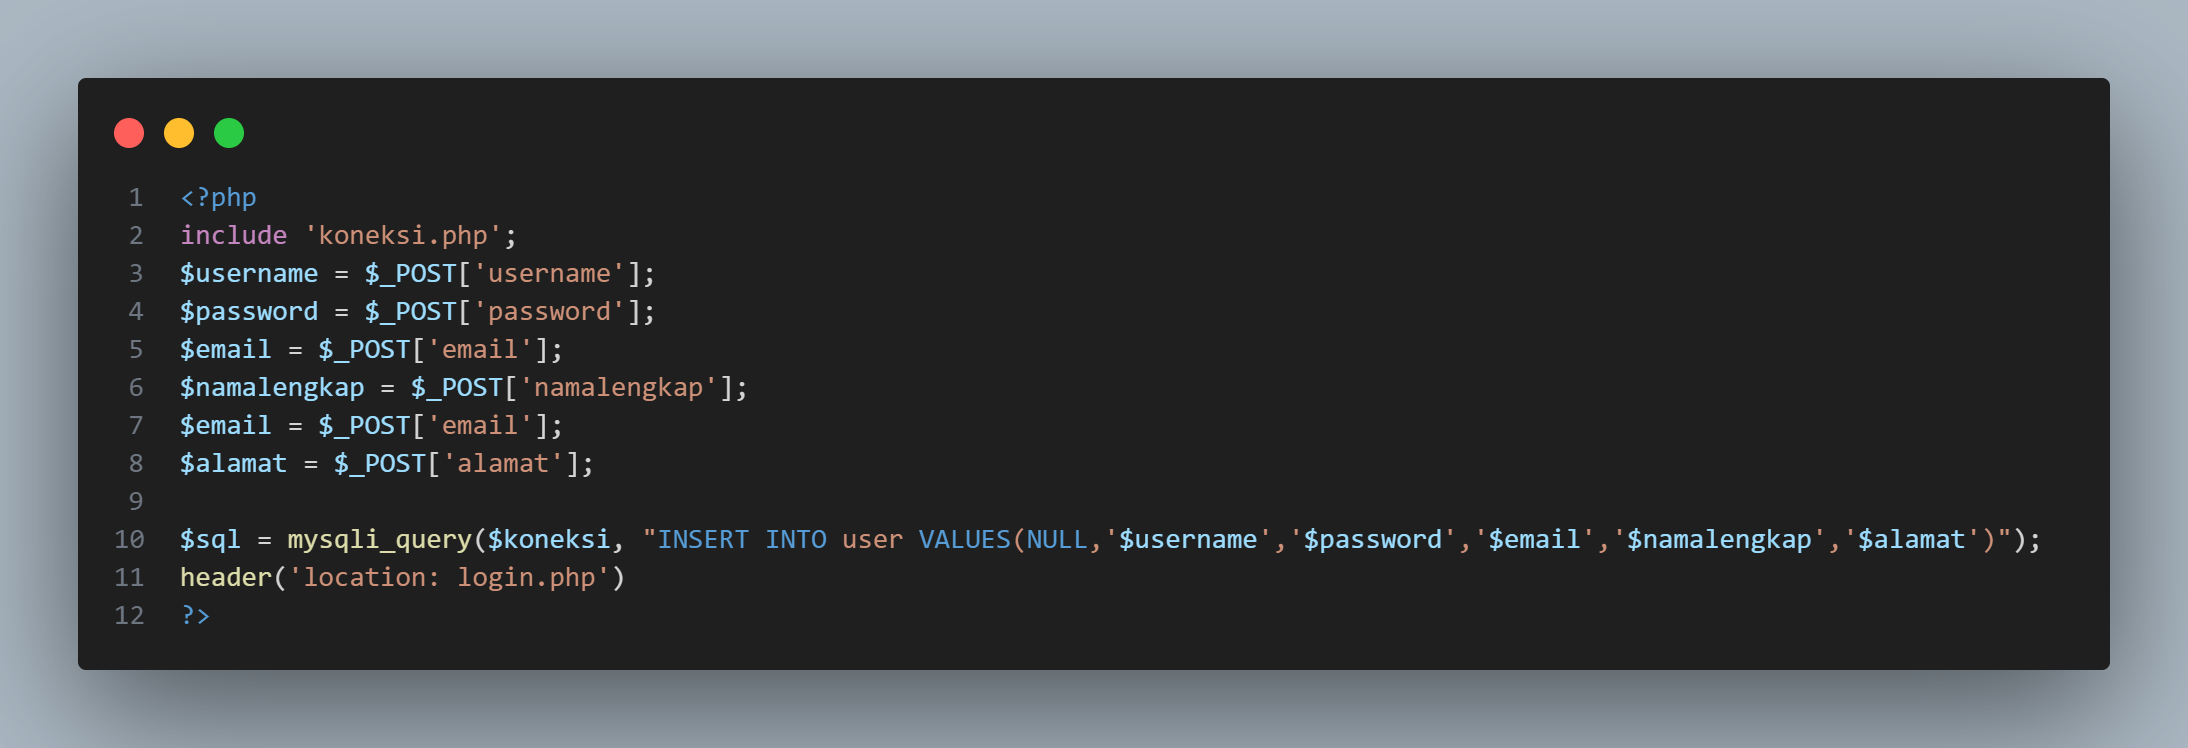 1 <?php
2 include 'koneksi.php';
3 $username = $_POST['username'];
4 $password = $_POST['password'];
5 $email = $_POST['email'];
6 $namalengkap = $_POST['namalengkap'];
7 $email = $_POST['email'];
8 $alamat = $_POST['alamat'];
9
10 $sql = mysqli_query($koneksi, "INSERT INTO user VALUES(NULL,'$username','$password','$email','$namalengkap','$alamat')");
11 header('location: login.php')
12 ?>